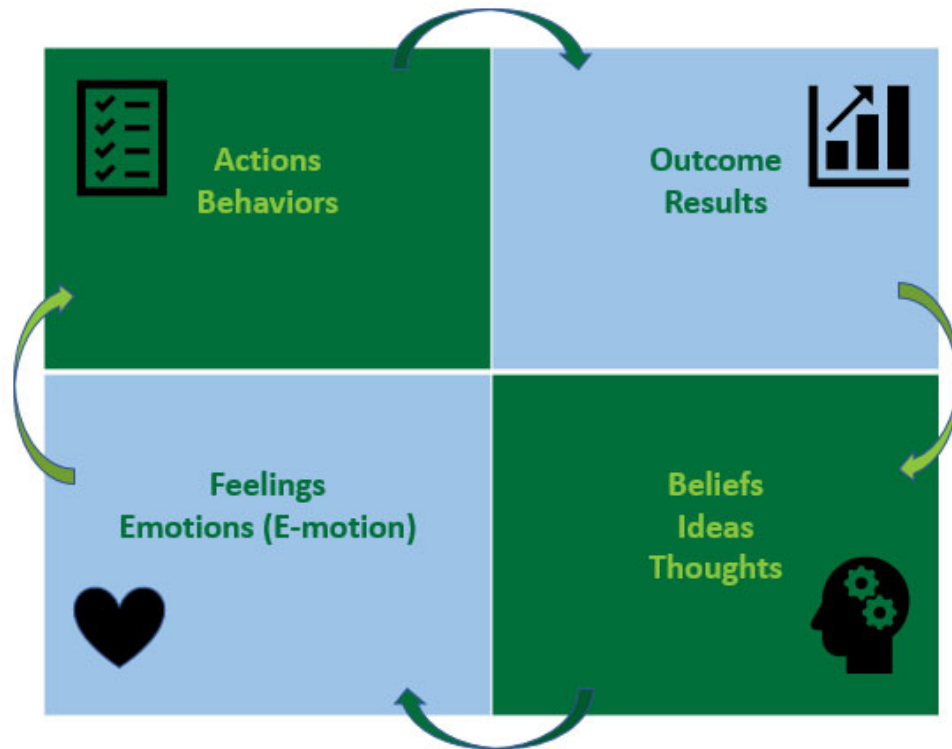 Actions
Behaviors
Outcome
Results
Feelings
Emotions (E-motion)
Beliefs
Ideas
Thoughts